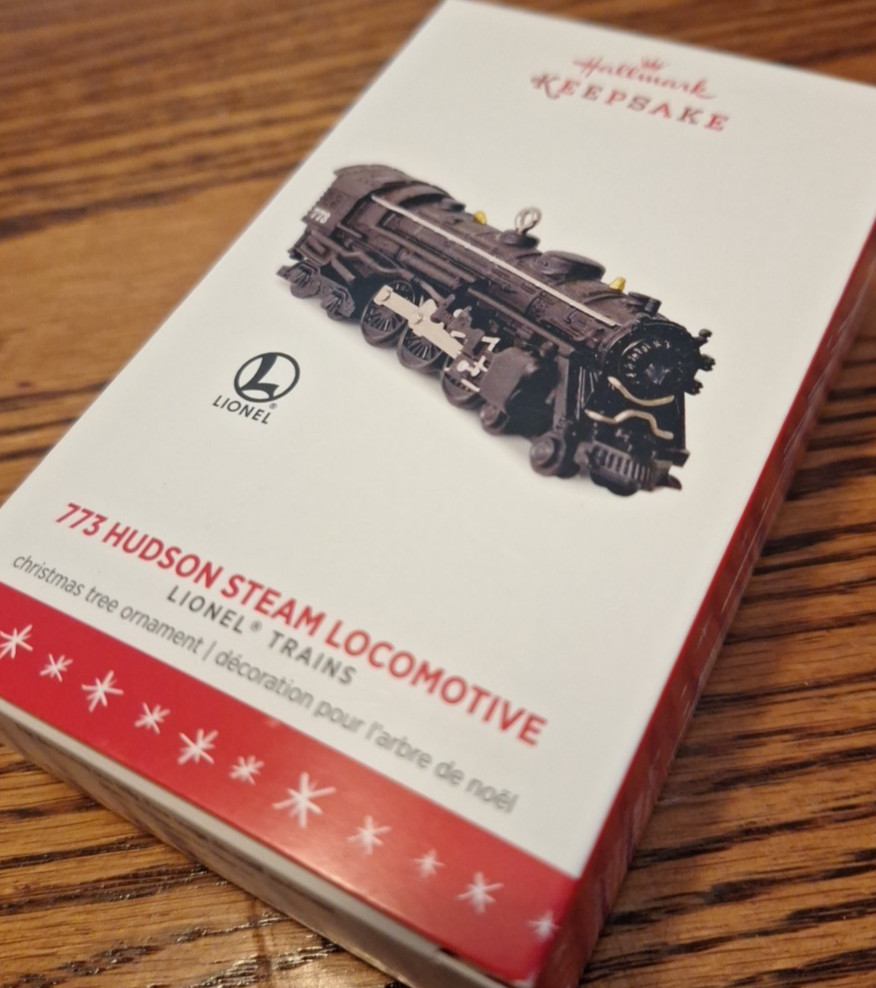 Hallmark
KEEPSAKE
773
LIONEL®
773 HUDSON STEAM LOCOMOTIVE
LIONEL® TRAINS
christmas tree ornament | décoration pour l'arbre de noël